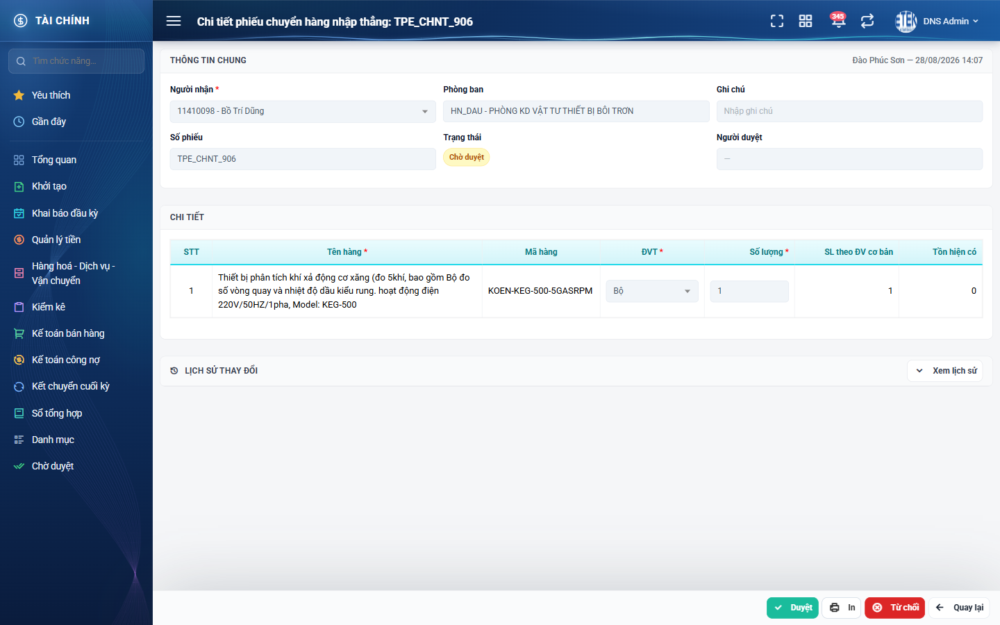 TÀI CHÍNH
Chi tiết phiếu chuyển hàng nhập thẳng: TPE_CHNT_906
345
DNS Admin
Tìm chức năng...
Yêu thích
Gần đây
Tổng quan
Khởi tạo
Khai báo đầu kỳ
Quản lý tiền
Hàng hoá - Dịch vụ -
Vận chuyển
Kiểm kê
Kế toán bán hàng
Kế toán công nợ
Kết chuyển cuối kỳ
Sổ tổng hợp
Danh mục
Chờ duyệt
THÔNG TIN CHUNG
Đào Phúc Sơn — 28/08/2026 14:07
Người nhận *
Phòng ban
Ghi chú
11410098 - Bồ Trí Dũng
HN_DAU - PHÒNG KD VẬT TƯ THIẾT BỊ BÔI TRƠN
Nhập ghi chú
Số phiếu
Trạng thái
Người duyệt
TPE_CHNT_906
Chờ duyệt
—
CHI TIẾT
STT
Tên hàng *
Mã hàng
ĐVT *
Số lượng *
SL theo ĐV cơ bản
Tồn hiện có
1
Thiết bị phân tích khí xả động cơ xăng (đo 5khí, bao gồm Bộ đo
số vòng quay và nhiệt độ dầu kiểu rung. hoạt động điện
220V/50HZ/1pha, Model: KEG-500
KOEN-KEG-500-5GASRPM
Bộ
1
1
0
LỊCH SỬ THAY ĐỔI
Xem lịch sử
Duyệt
In
Từ chối
Quay lại